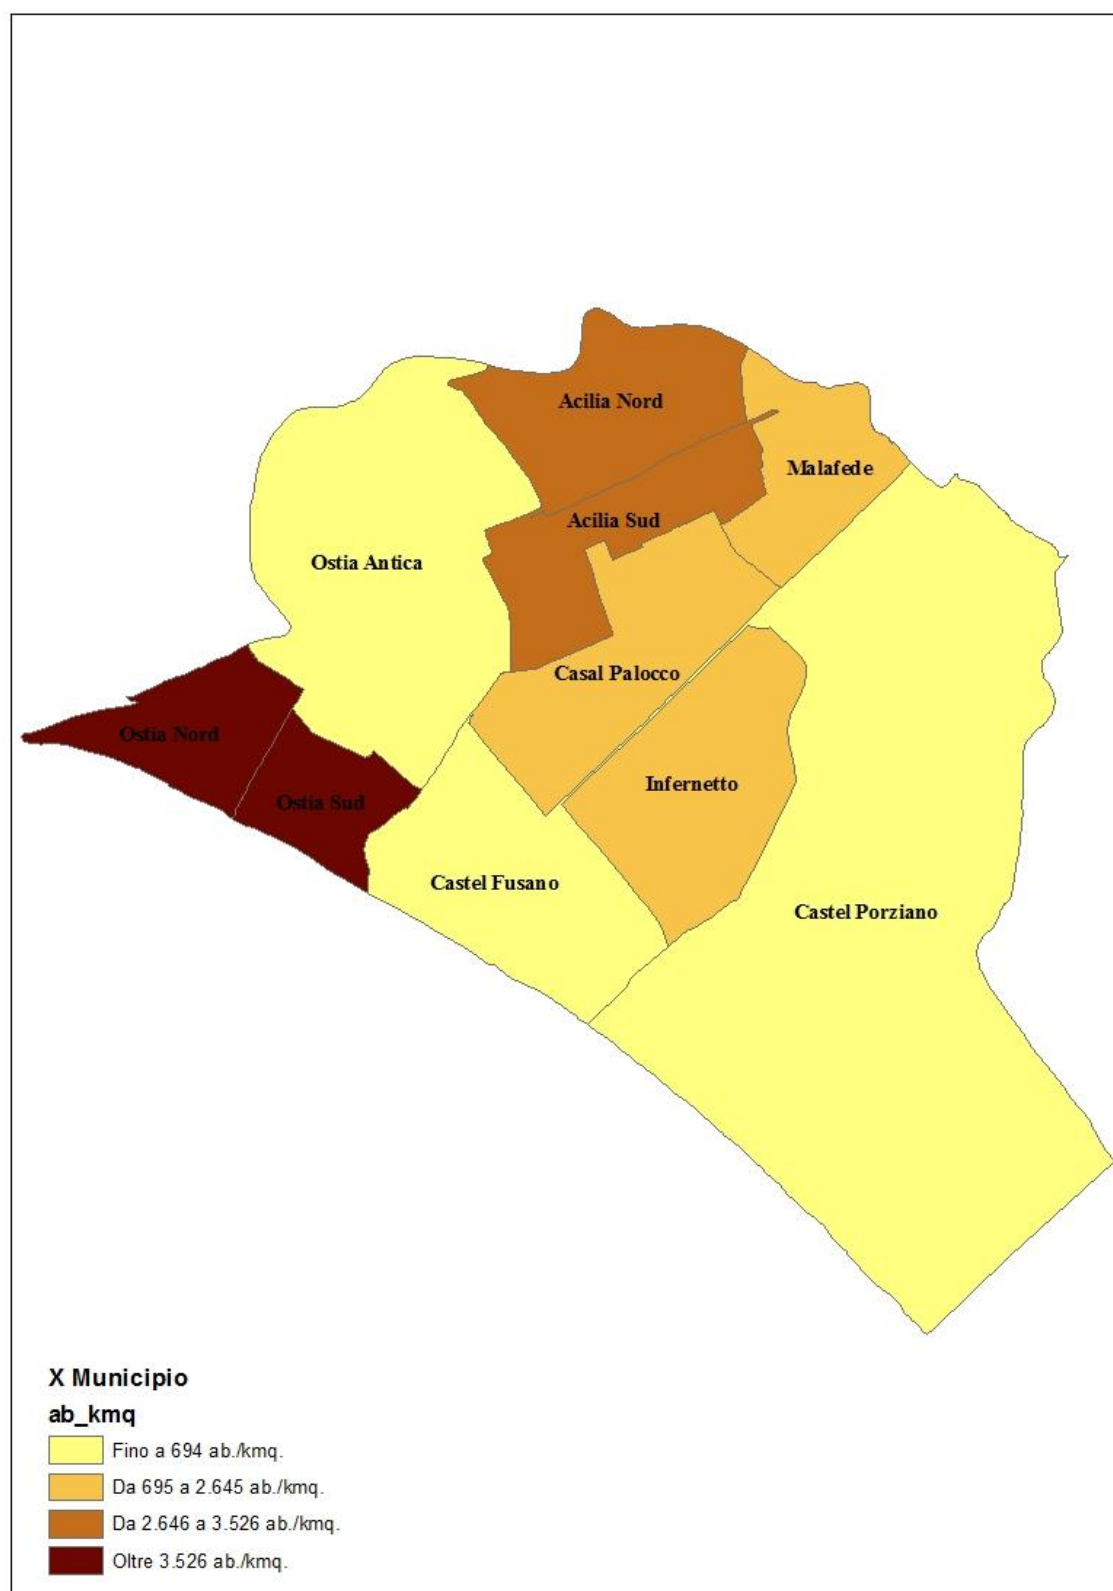 Acilia Nord
Malafede
Acilia Sud
Ostia Antica
Casal Palocco
Ostia Nord
Infernetto
Ostia Sud
Castel Fusano
Castel Porziano
X Municipio
ab_kmq
Fino a 694 ab./kmq.
Da 695 a 2.645 ab./kmq.
Da 2.646 a 3.526 ab./kmq.
Oltre 3.526 ab./kmq.